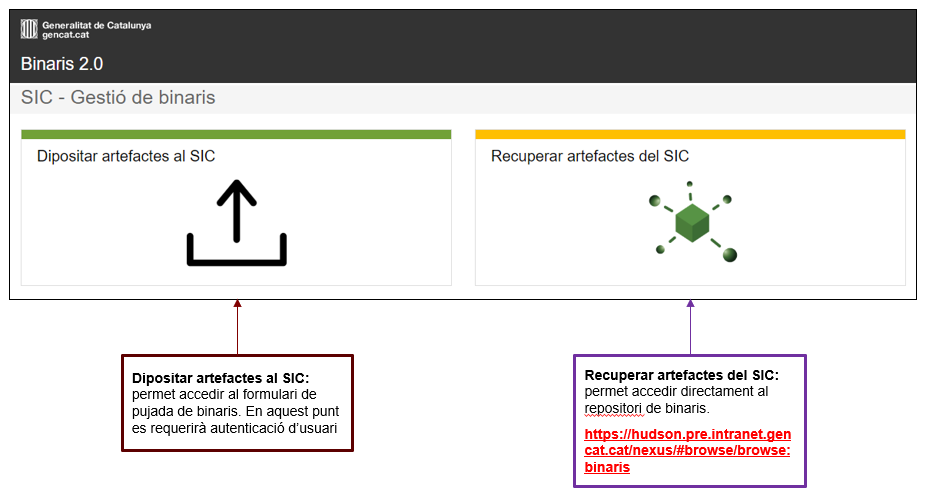 Generalitat de Catalunya
gencat.cat
Binaris 2.0
SIC - Gestió de binaris
Dipositar artefactes al SIC
Recuperar artefactes del SIC
Dipositar artefactes al SIC:
permet accedir al formulari de
pujada de binaris. En aquest punt
es requerirà autenticació d'usuari
Recuperar artefactes del SIC:
permet accedir directament al
repositori de binaris.
https://hudson.pre.intranet.gen
cat.cat/nexus/#browse/browse:
binaris